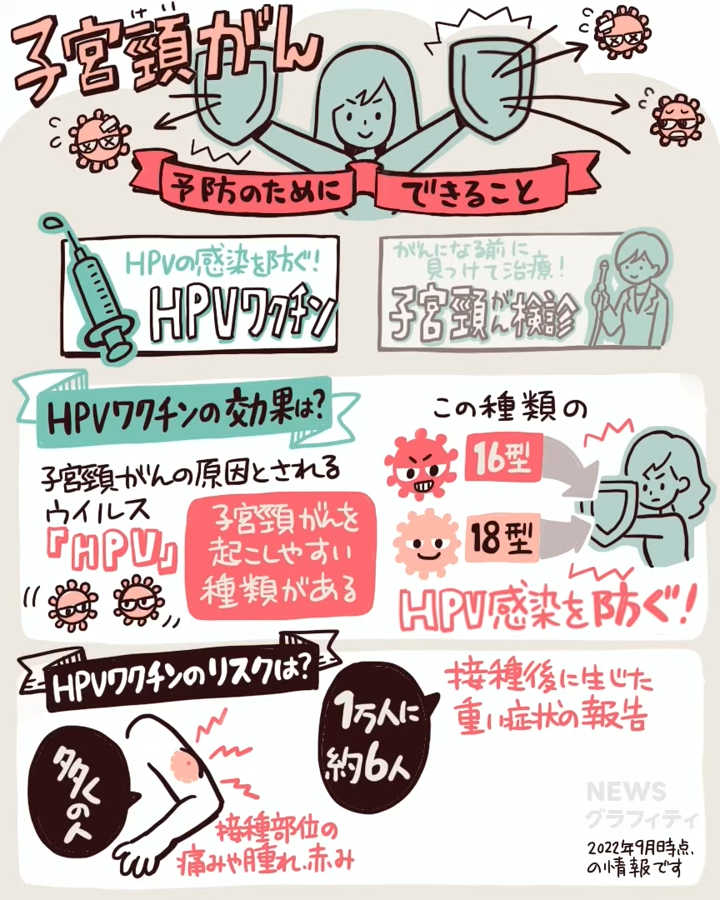 子宮頸がん
けい
予防のために
できること
HPVの感染を防ぐ!
HPVワクチン
がんになる前に
見つけて治療!
子宮頸がん検診
HPVワクチンの効果は?
子宮頸がんの原因とされる
ウイルス
「HPV」
子宮頸がんを
起こしやすい
種類がある
この種類の
16型
18型
HPV感染を防ぐ!
HPVワクチンのリスクは?
多くの人
接種部位の
痛みや腫れ、赤み
1万人に
約6人
接種後に生じた
重い症状の報告
NEWS
グラフィティ
2022年9月時点
の情報です